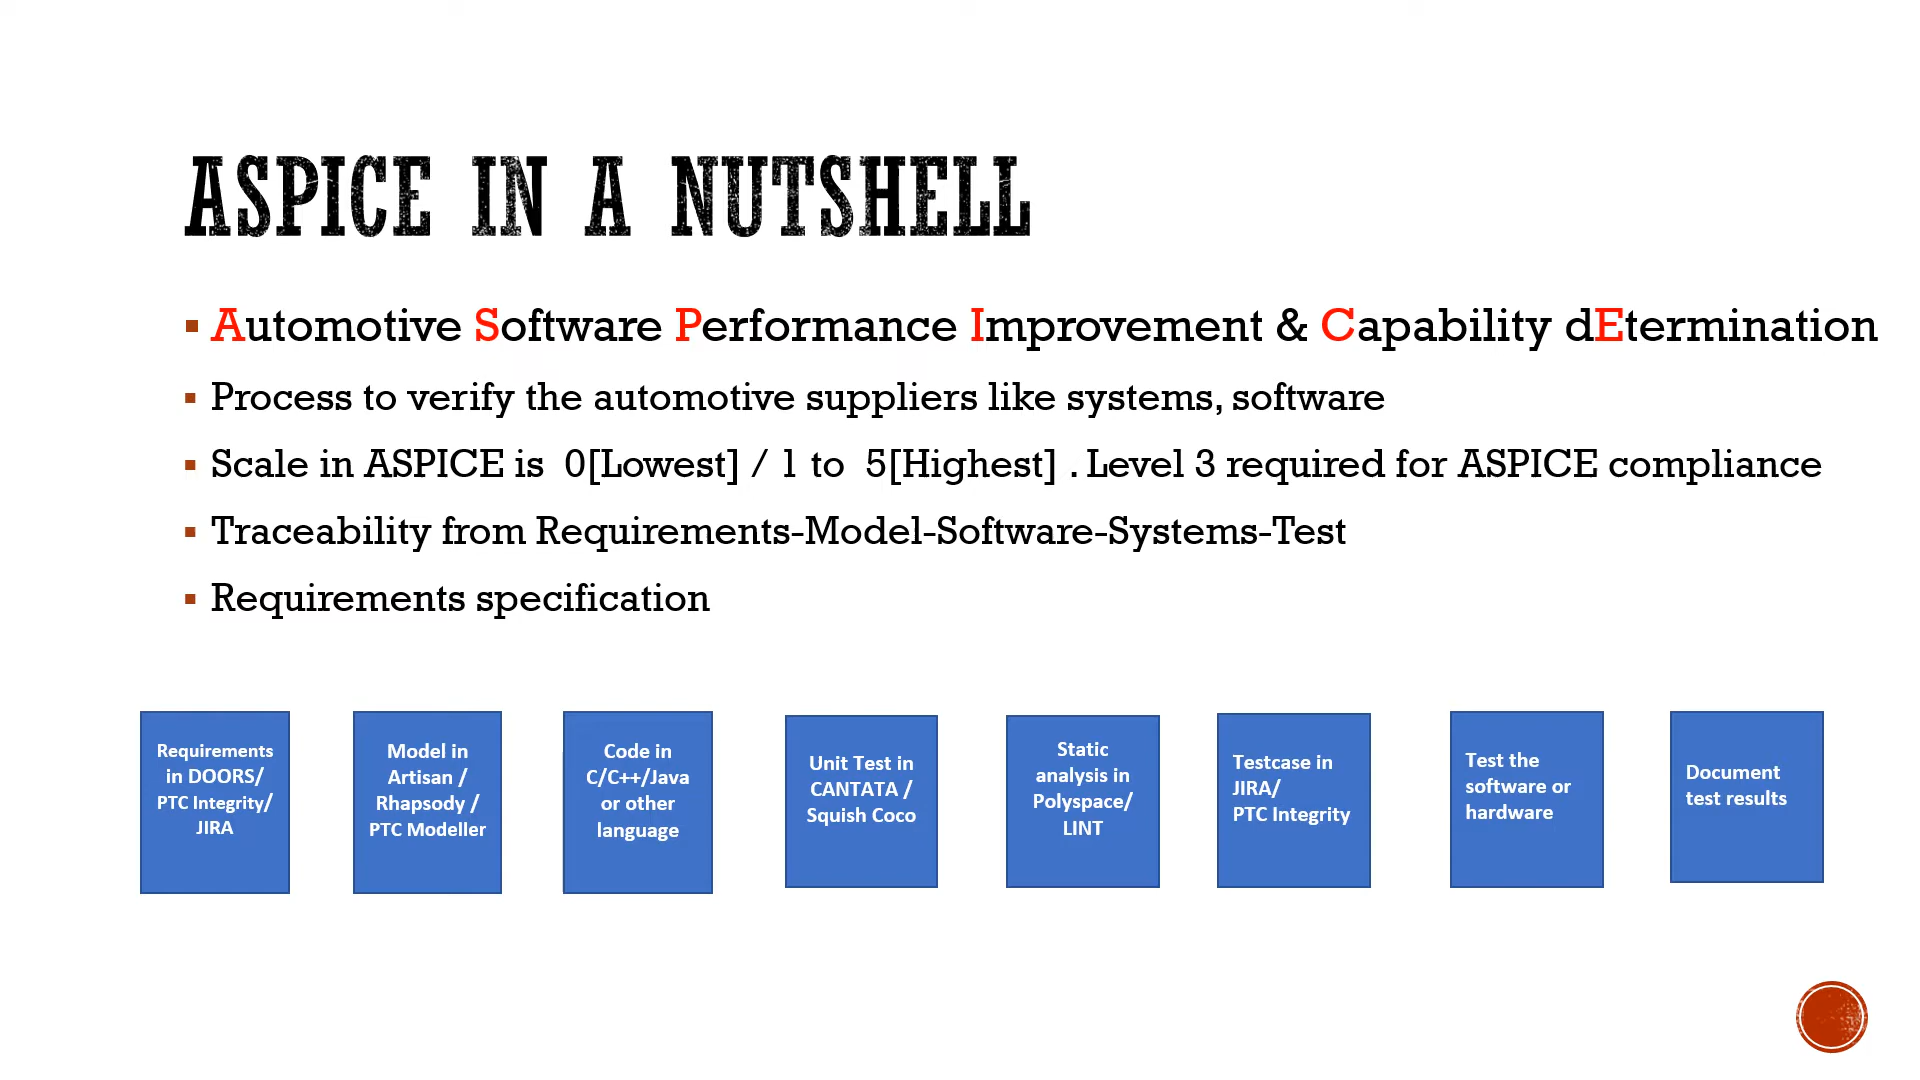 ASPICE IN A NUTSHELL
Automotive Software Performance Improvement & Capability dEtermination
Process to verify the automotive suppliers like systems, software
Scale in ASPICE is 0[Lowest] / 1 to 5[Highest] . Level 3 required for ASPICE compliance
Traceability from Requirements-Model-Software-Systems-Test
Requirements specification
Requirements
in DOORS/
PTC Integrity/
JIRA
Model in
Artisan /
Rhapsody /
PTC Modeller
Code in
C/C++/Java
or other
language
Unit Test in
CANTATA /
Squish Coco
Static
analysis in
Polyspace/
LINT
Testcase in
JIRA/
PTC Integrity
Test the
software or
hardware
Document
test results